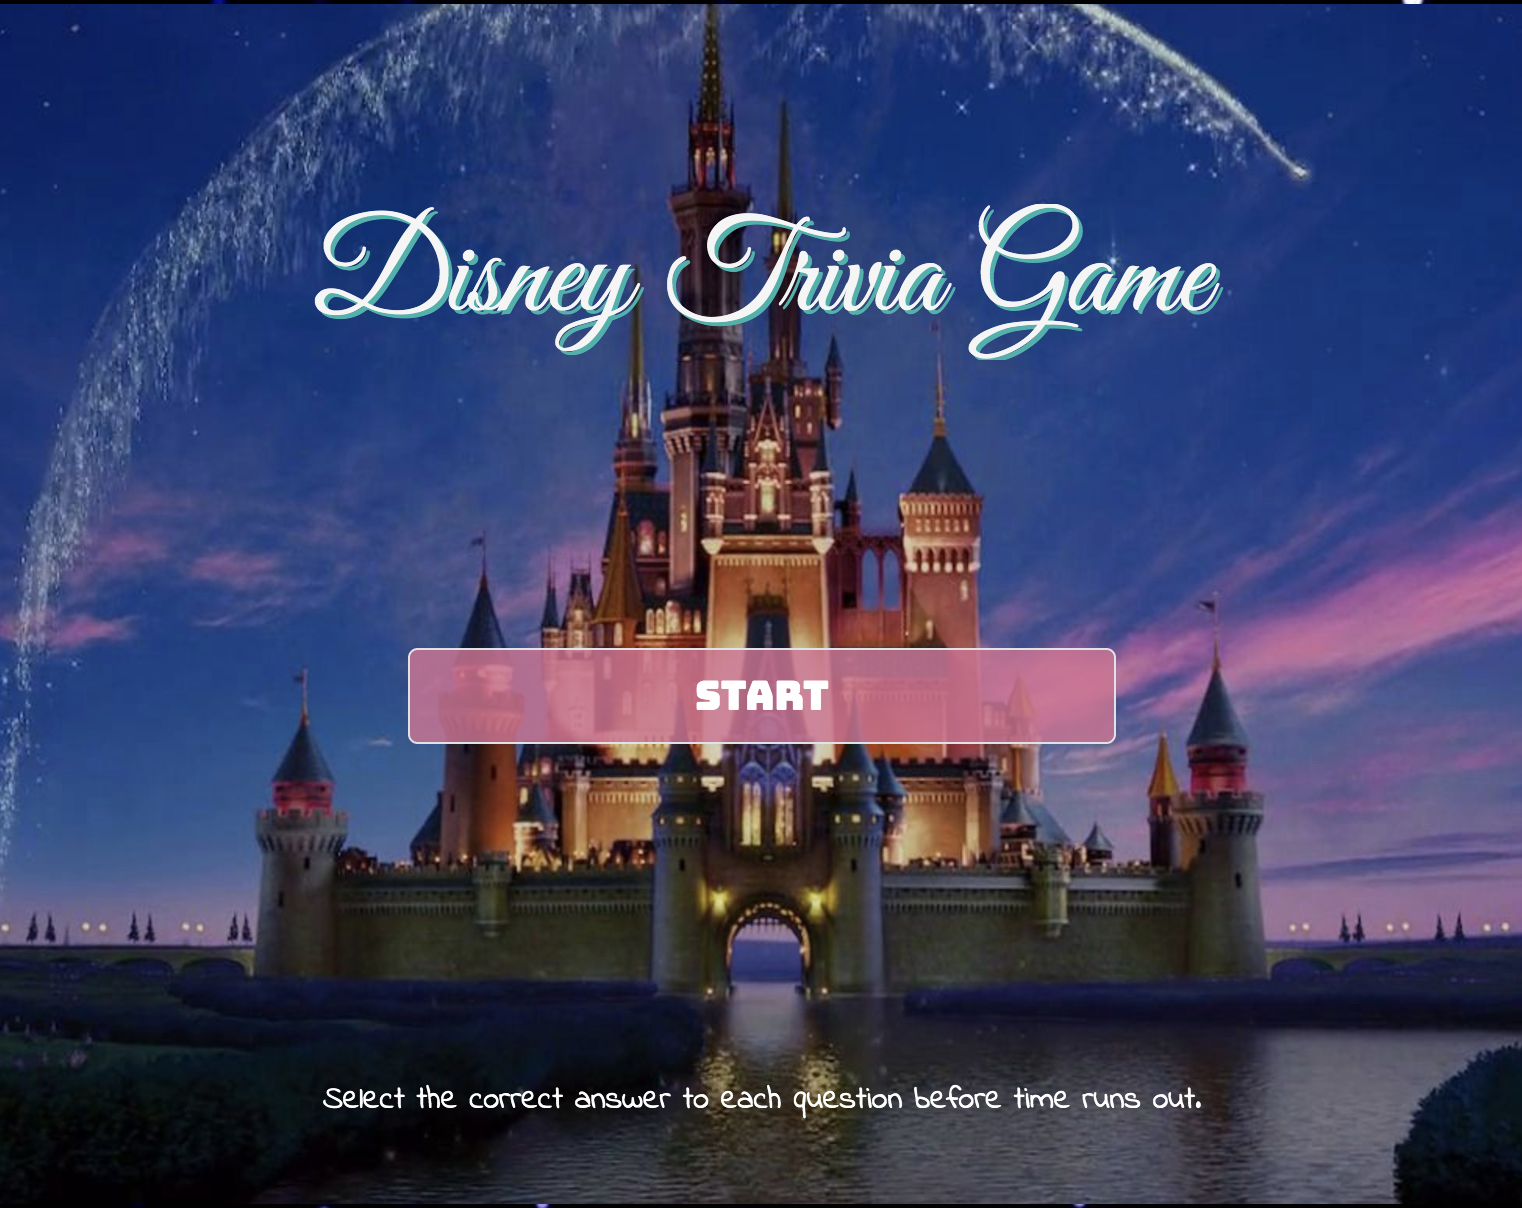 Disney Trivia Game
START
Select the correct answer to each question before time runs out.